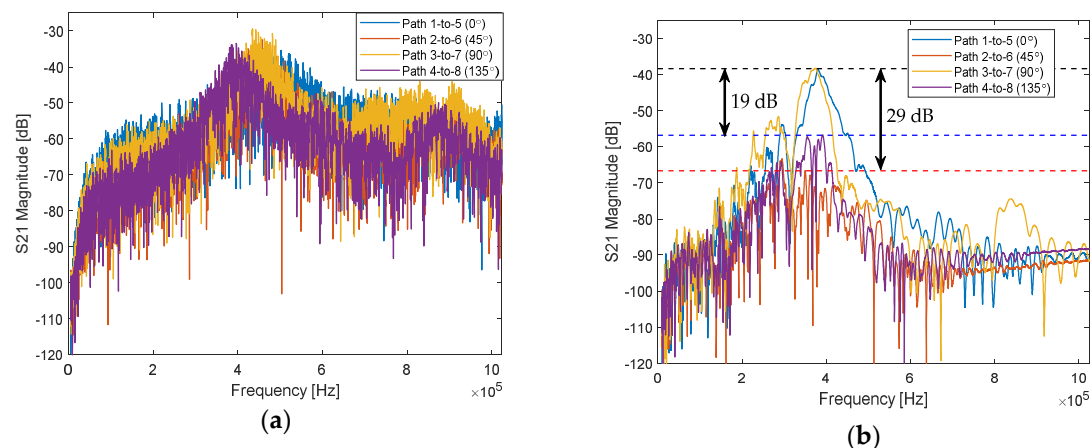 (a)
S21 Magnitude [dB]
-30
-40
-50
-60
-70
-80
-90
-100
-110
-120
0
2
4
6
8
10
×10⁵
Frequency [Hz]
Path 1-to-5 (0°)
Path 2-to-6 (45°)
Path 3-to-7 (90°)
Path 4-to-8 (135°)
(a)
S21 Magnitude [dB]
-30
-40
-50
-60
-70
-80
-90
-100
-110
-120
0
2
4
6
8
10
×10⁵
Frequency [Hz]
Path 1-to-5 (0°)
Path 2-to-6 (45°)
Path 3-to-7 (90°)
Path 4-to-8 (135°)
19 dB
29 dB
(b)